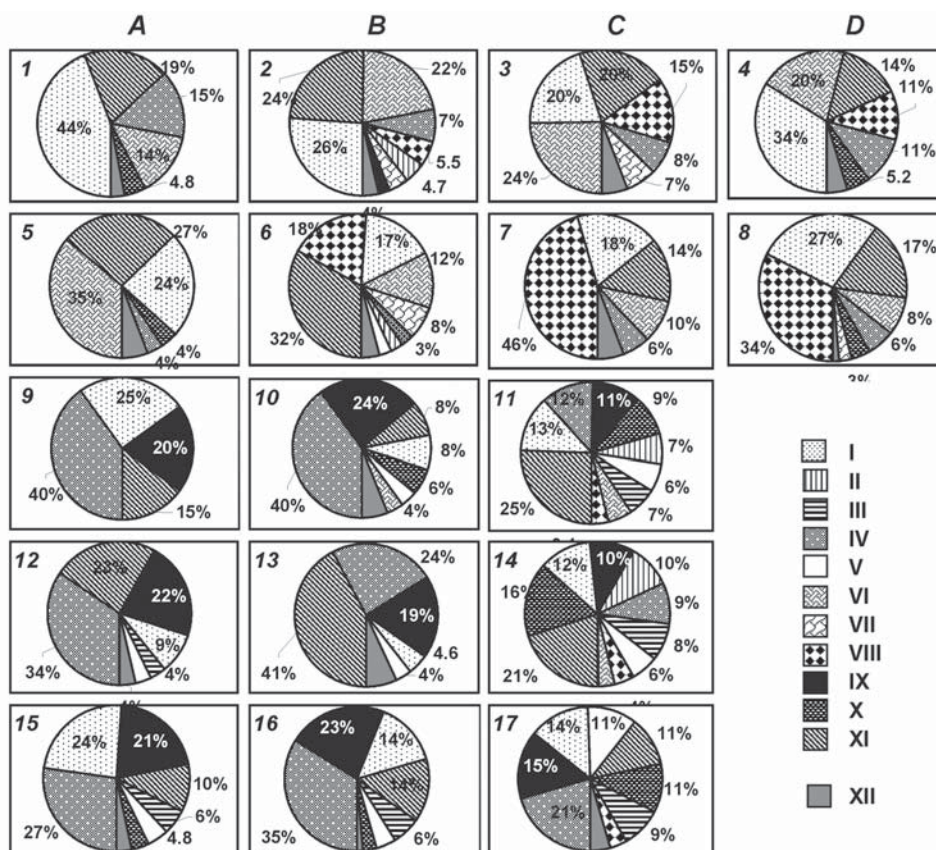 A B C D
1 44% 19% 15% 14% 4.8
2 24% 22% 7% 5.5 4.7 26%
3 20% 20% 15% 8% 7% 24%
4 20% 14% 11% 11% 5.2 34%
5 27% 24% 4% 4% 35%
6 18% 17% 12% 8% 3% 32%
7 18% 14% 10% 6% 46%
8 27% 17% 8% 6% 34%
9 25% 20% 15% 40%
10 24% 8% 8% 6% 4% 40%
11 12% 11% 9% 7% 6% 7% 25% 13%
12 23% 22% 9% 4% 34%
13 24% 19% 4.6 4% 41%
14 12% 10% 10% 9% 8% 6% 21% 16%
15 24% 21% 10% 6% 4.8 27%
16 23% 14% 14% 6% 35%
17 14% 11% 11% 11% 9% 21% 15%
I
II
III
IV
V
VI
VII
VIII
IX
X
XI
XII